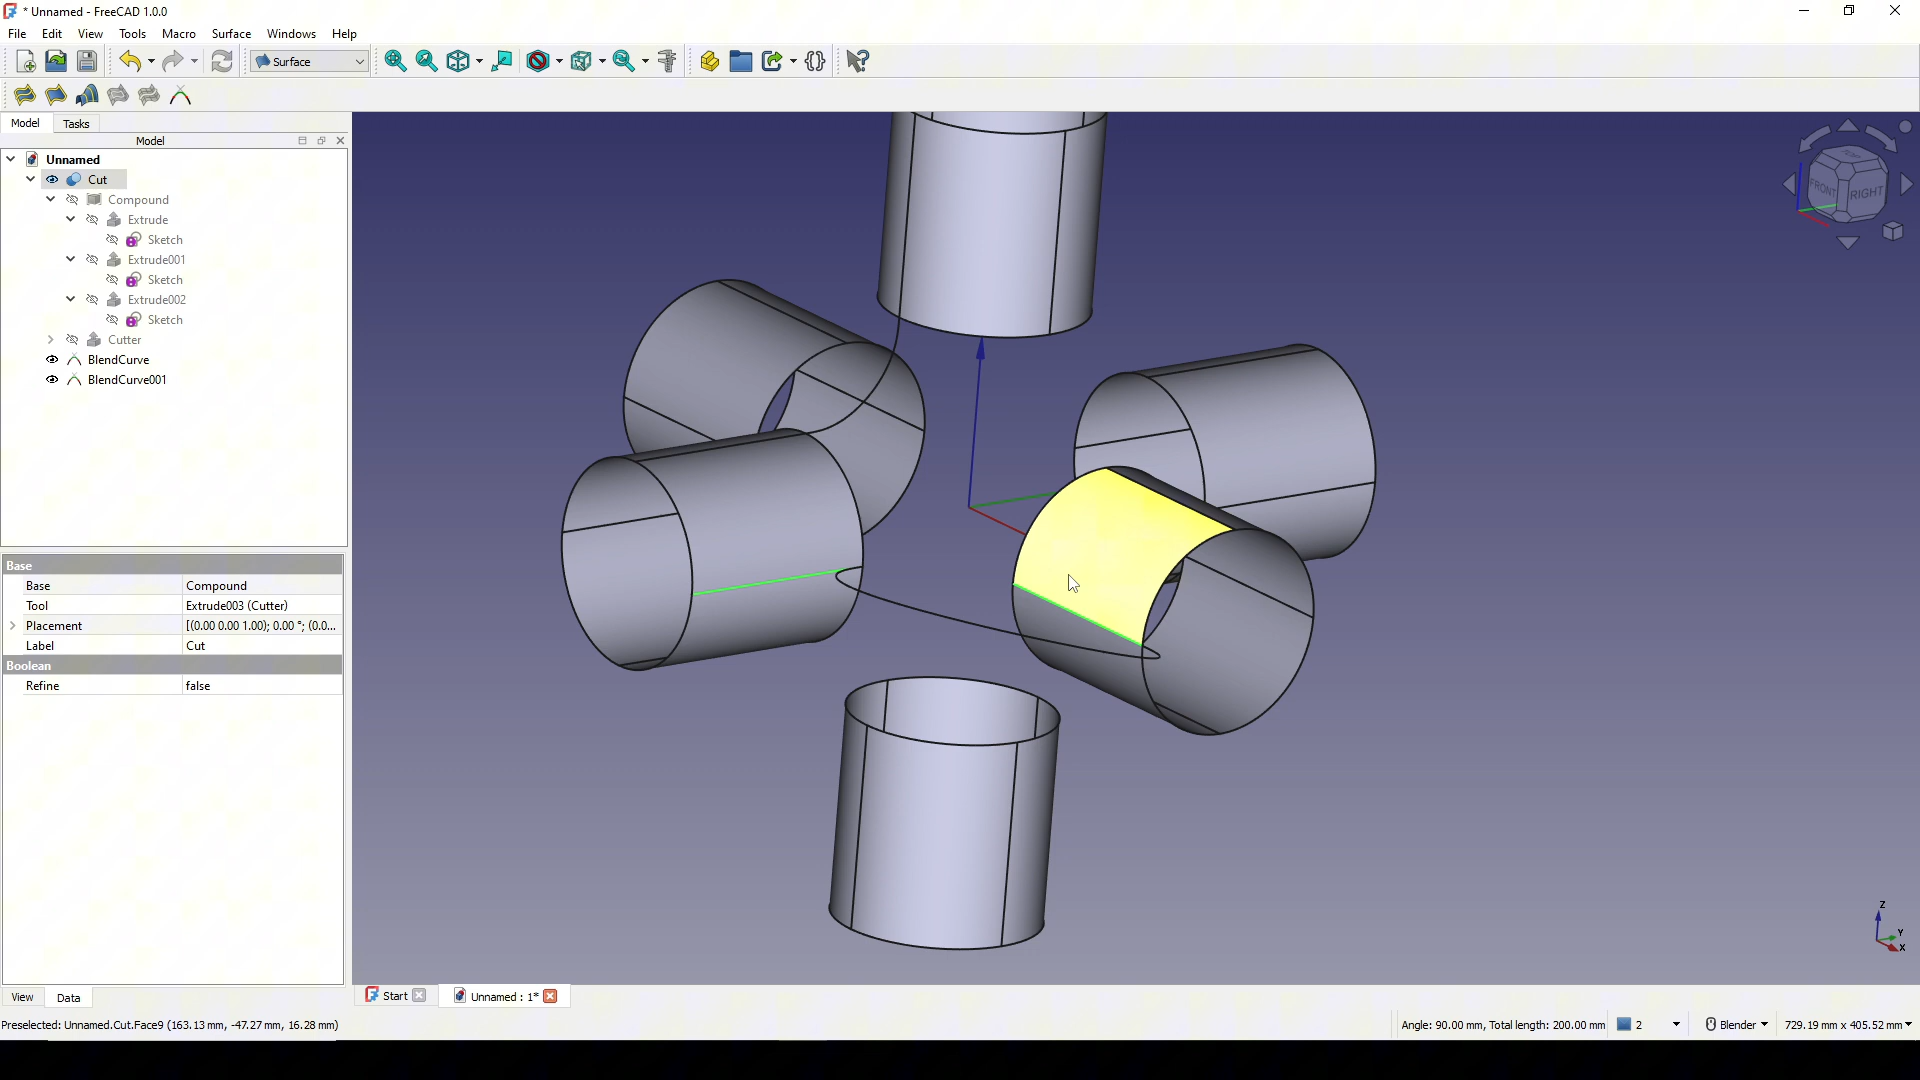 * Unnamed - FreeCAD 1.0.0
File Edit View Tools Macro Surface Windows Help
Surface
Model Tasks
Model
Unnamed
Cut
Compound
Extrude
Sketch
Extrude001
Sketch
Extrude002
Sketch
Cutter
BlendCurve
BlendCurve001
TOP
FRONT RIGHT
Base
Base Compound
Tool Extrude003 (Cutter)
Placement [(0.00 0.00 1.00); 0.00 °; (0.0...
Label Cut
Boolean
Refine false
Z
Y
X
View Data
Start Unnamed : 1*
Preselected: Unnamed.Cut.Face9 (163.13 mm, -47.27 mm, 16.28 mm)
Angle: 90.00 mm, Total length: 200.00 mm 2 Blender 729.19 mm x 405.52 mm